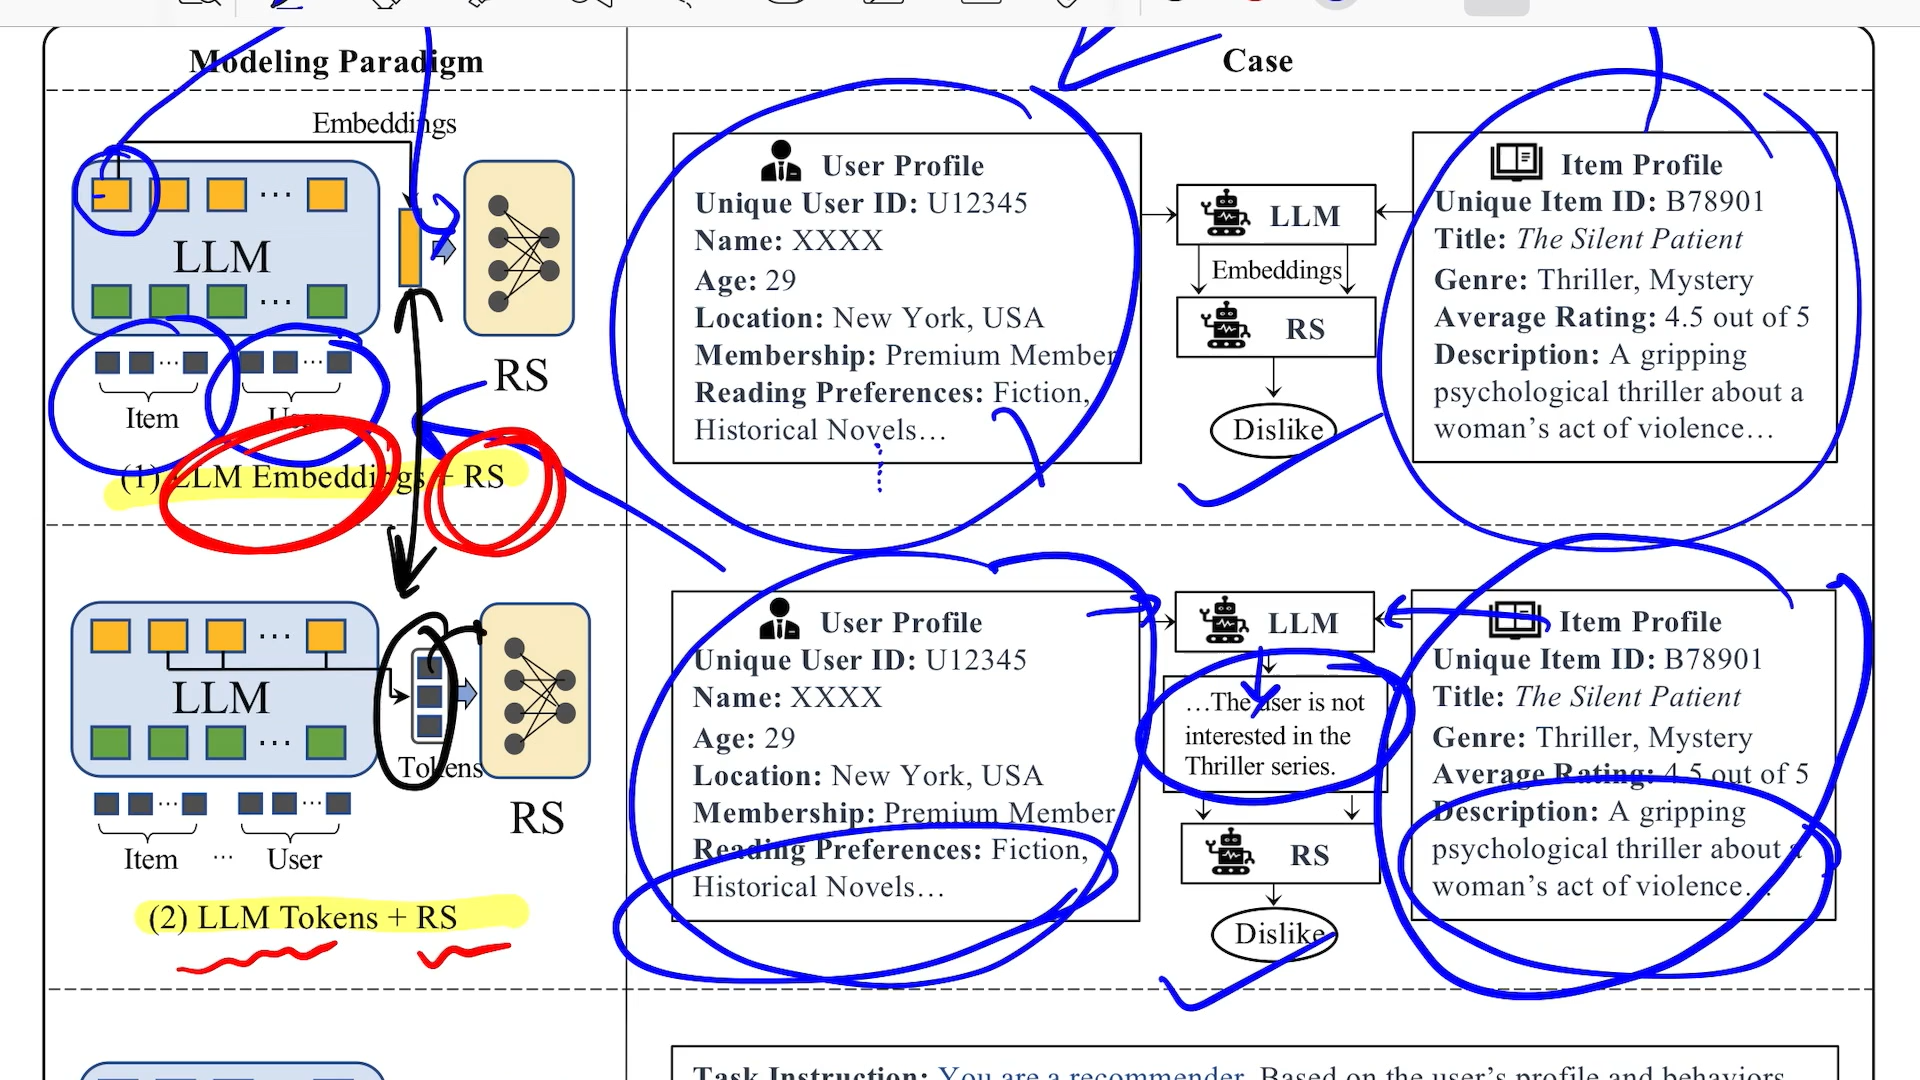 Modeling Paradigm
Case
Embeddings
LLM
Item
User
RS
(1) LLM Embeddings + RS
User Profile
Unique User ID: U12345
Name: XXXX
Age: 29
Location: New York, USA
Membership: Premium Member
Reading Preferences: Fiction,
Historical Novels…
LLM
Embeddings
RS
Dislike
Item Profile
Unique Item ID: B78901
Title: The Silent Patient
Genre: Thriller, Mystery
Average Rating: 4.5 out of 5
Description: A gripping
psychological thriller about a
woman’s act of violence…
LLM
Tokens
RS
Item … User
(2) LLM Tokens + RS
User Profile
Unique User ID: U12345
Name: XXXX
Age: 29
Location: New York, USA
Membership: Premium Member
Reading Preferences: Fiction,
Historical Novels…
LLM
…The user is not
interested in the
Thriller series.
RS
Dislike
Item Profile
Unique Item ID: B78901
Title: The Silent Patient
Genre: Thriller, Mystery
Average Rating: 4.5 out of 5
Description: A gripping
psychological thriller about a
woman’s act of violence…
Task Instruction: You are a recommender. Based on the user’s profile and behaviors